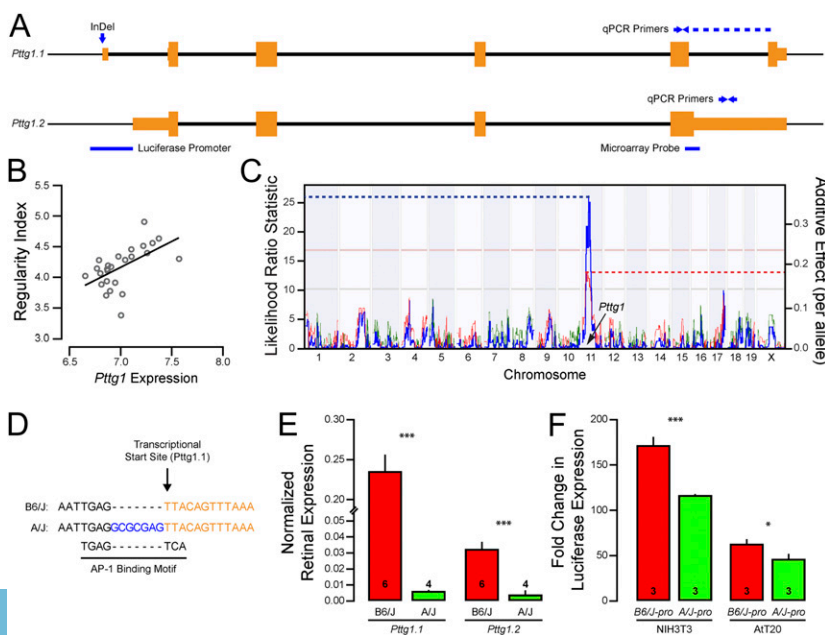 A
InDel
Pttg1.1
qPCR Primers
Pttg1.2
qPCR Primers
Luciferase Promoter
Microarray Probe
B
Regularity Index
5.5
5.0
4.5
4.0
3.5
3.0
6.5 7.0 7.5 8.0
Pttg1 Expression
C
Likelihood Ratio Statistic
25
20
15
10
5
0
Pttg1
1 2 3 4 5 6 7 8 9 10 11 12 13 14 15 16 17 18 19 X
Chromosome
0.3
0.2
0.1
0.0
Additive Effect (per allele)
D
Transcriptional
Start Site (Pttg1.1)
B6/J: AATTGAG-------TTACAGTTTAAA
A/J: AATTGAGGCGCGAGTTACAGTTTAAA
TGAG-------TCA
AP-1 Binding Motif
E
Normalized
Retinal Expression
0.30
0.25
0.20
0.15
0.05
0.04
0.03
0.02
0.01
0.00
***
***
6 4 6 4
B6/J A/J B6/J A/J
Pttg1.1 Pttg1.2
F
Fold Change in
Luciferase Expression
200
150
100
50
0
***
*
3 3 3 3
B6/J-pro A/J-pro B6/J-pro A/J-pro
NIH3T3 AtT20